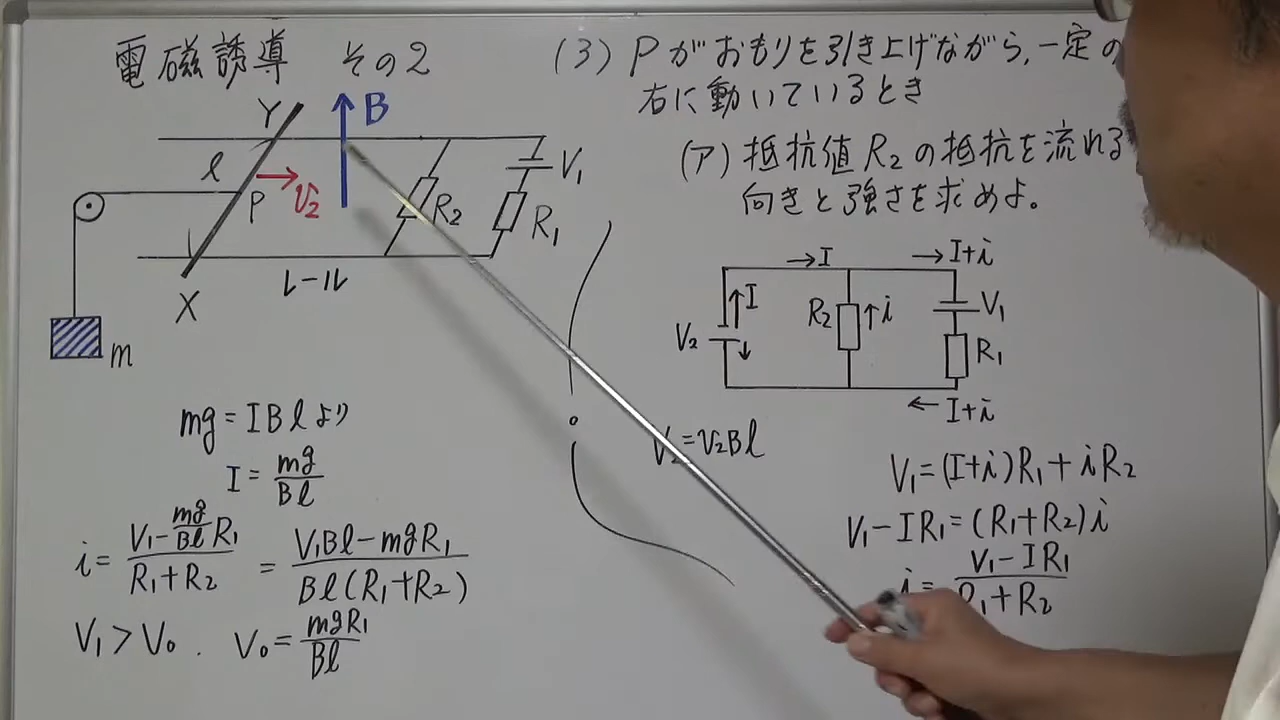 電磁誘導 その2
Y
B
l
P
v₂
R₂
V₁
R₁
レール
X
m
mg = IBlより
I = mg/Bl
i = (V₁ - (mg/Bl)R₁)/(R₁+R₂) = (V₁Bl - mgR₁)/(Bl(R₁+R₂))
V₁ > V₀ . V₀ = mgR₁/Bl
(3) Pがおもりを引き上げながら、一定の
右に動いているとき
(ア) 抵抗値R₂の抵抗を流れる
向きと強さを求めよ。
→I
→I+i
↑I
V₂
R₂
↑i
V₁
R₁
←I+i
V₂ = v₂Bl
V₁ = (I+i)R₁ + iR₂
V₁ - IR₁ = (R₁+R₂)i
i = (V₁ - IR₁)/(R₁+R₂)